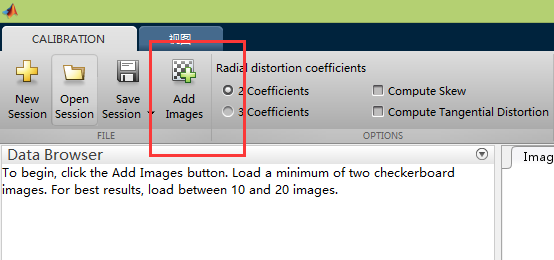 CALIBRATION
视图
New
Session
Open
Session
Save
Session
Add
Images
Radial distortion coefficients
2 Coefficients
3 Coefficients
Compute Skew
Compute Tangential Distortion
FILE
OPTIONS
Data Browser
To begin, click the Add Images button. Load a minimum of two checkerboard
images. For best results, load between 10 and 20 images.
Imag